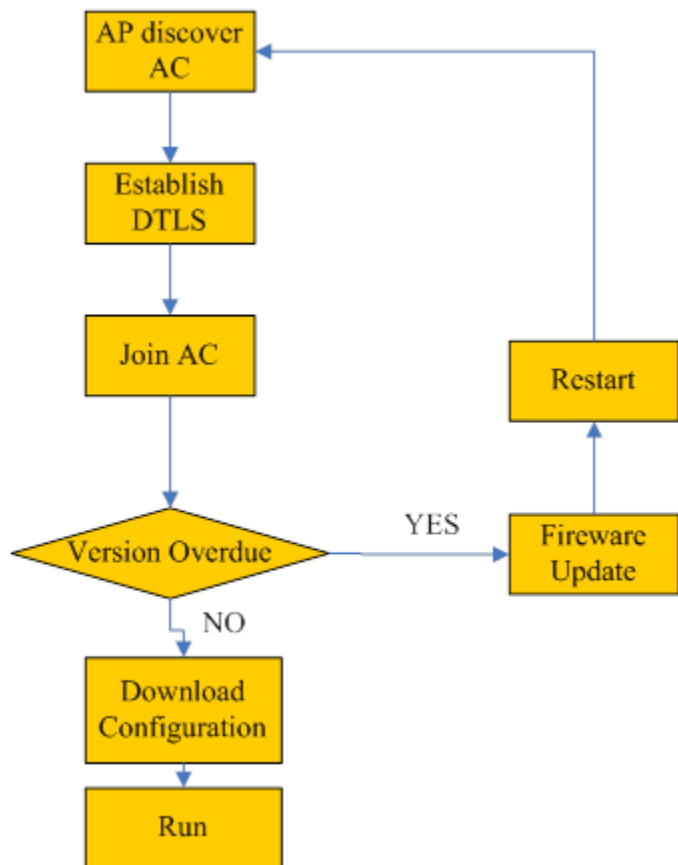 AP discover
AC
Establish
DTLS
Join AC
Restart
Version Overdue
YES
Fireware
Update
NO
Download
Configuration
Run